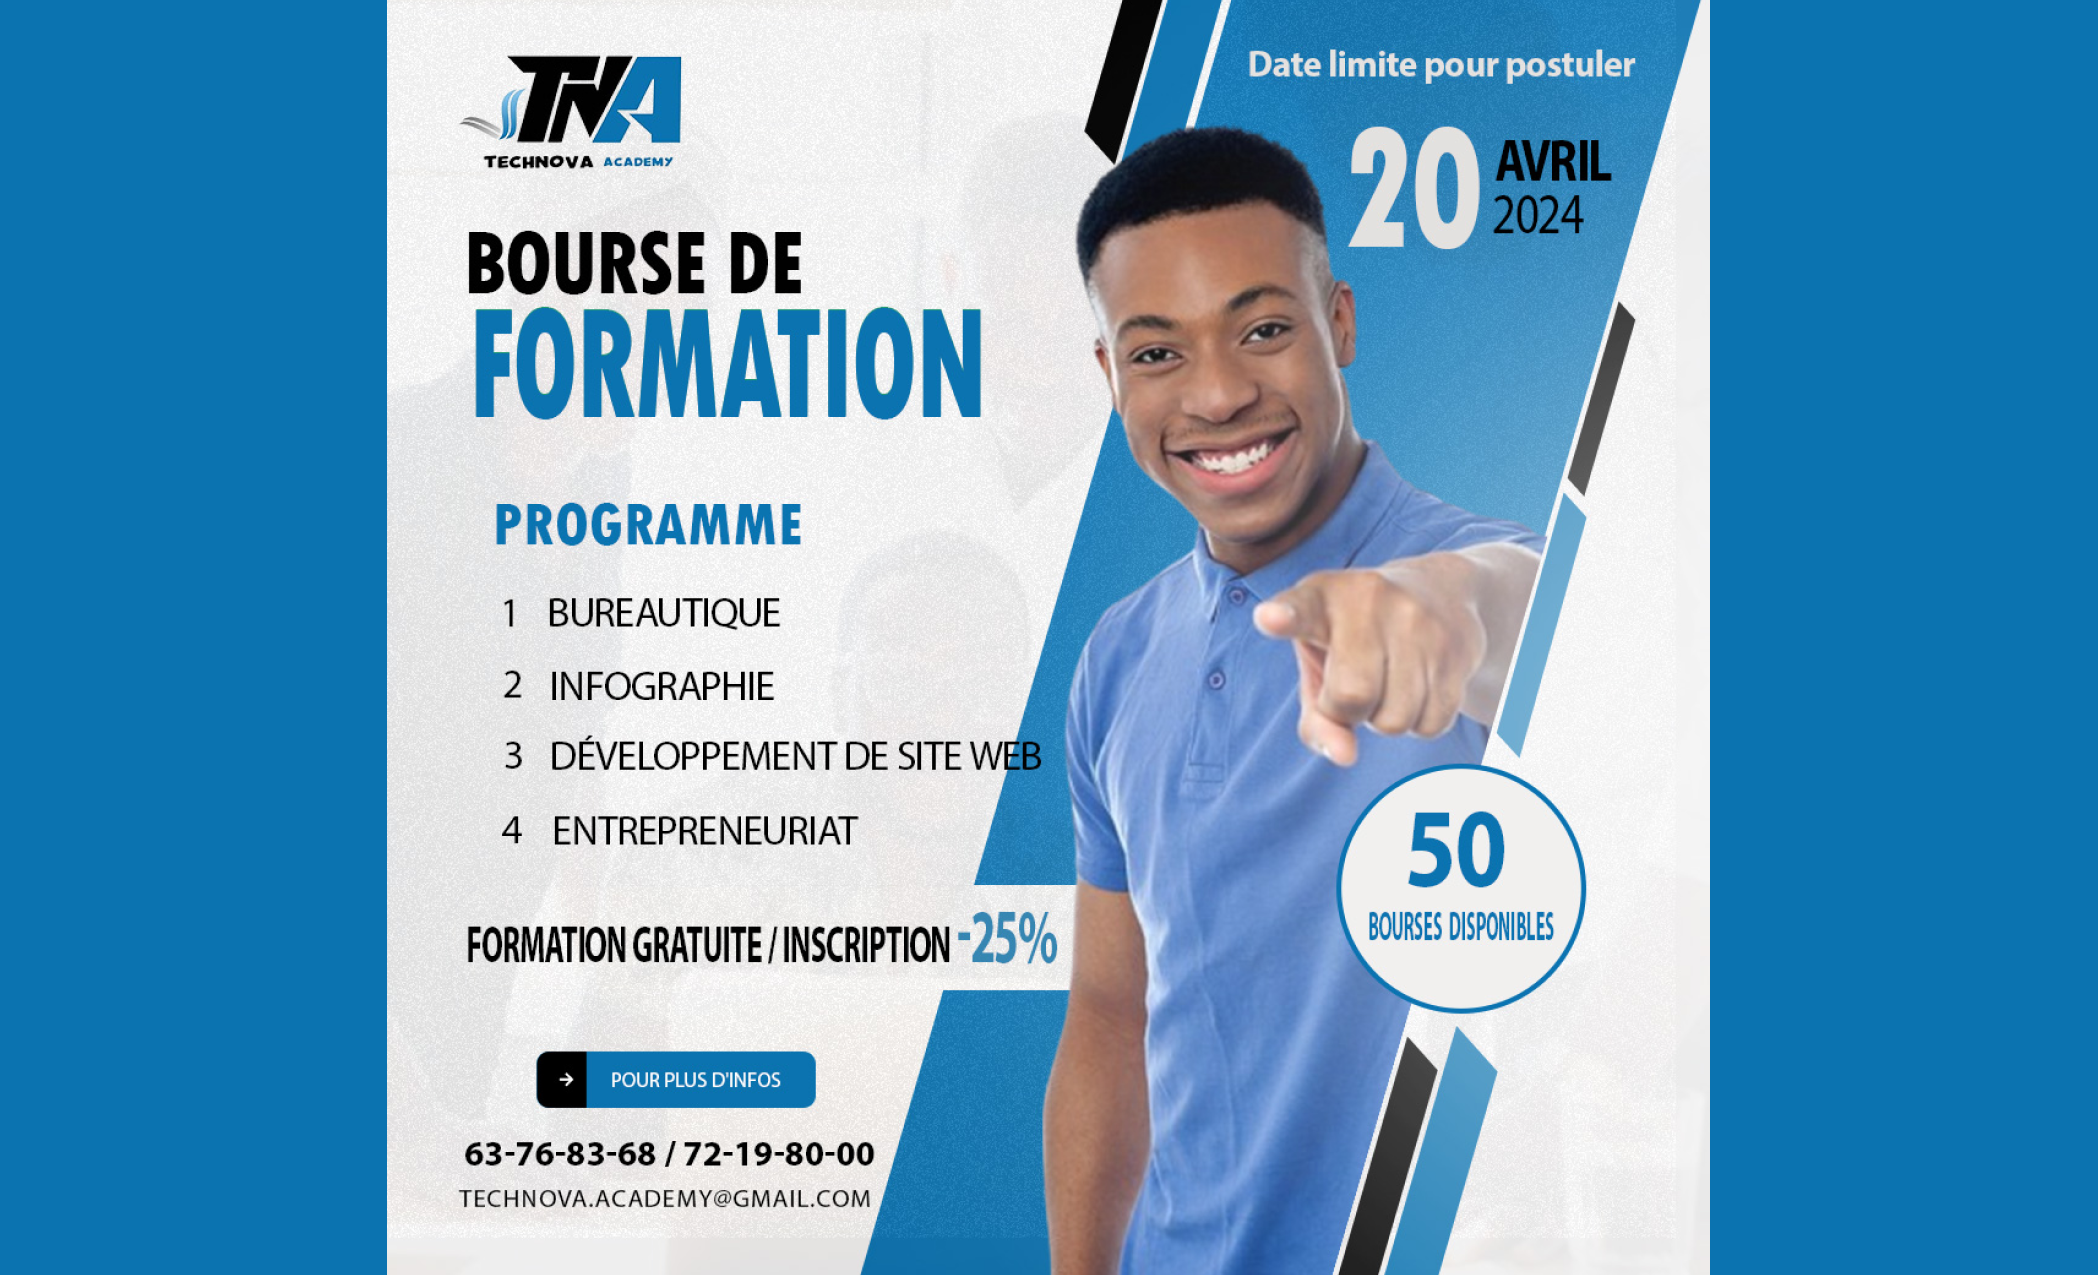 TNA
TECHNOVA ACADEMY
Date limite pour postuler
20 AVRIL
2024
BOURSE DE
FORMATION
PROGRAMME
1 BUREAUTIQUE
2 INFOGRAPHIE
3 DÉVELOPPEMENT DE SITE WEB
4 ENTREPRENEURIAT
FORMATION GRATUITE / INSCRIPTION -25%
50
BOURSES DISPONIBLES
→ POUR PLUS D'INFOS
63-76-83-68 / 72-19-80-00
TECHNOVA.ACADEMY@GMAIL.COM